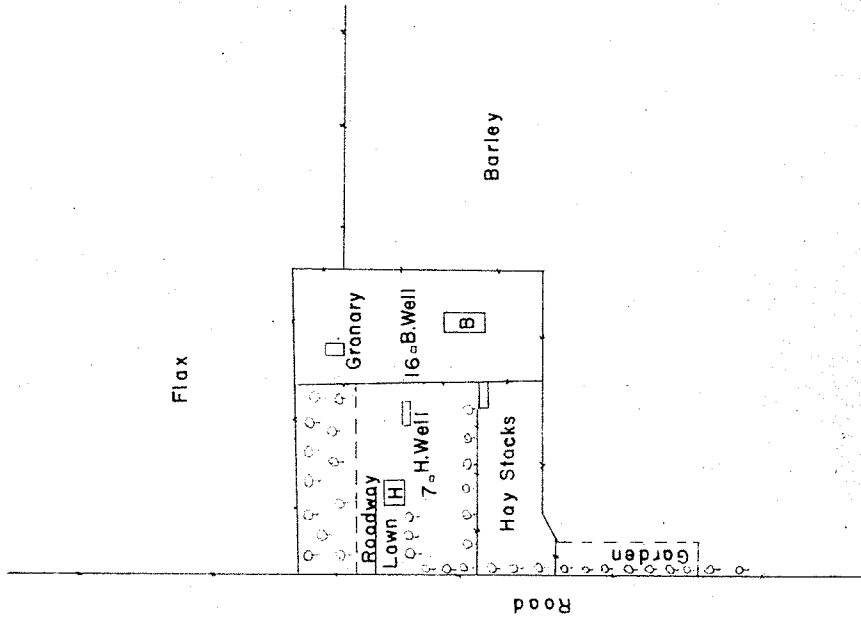 Flax
Barley
Granary
16 B.Well
B
Roadway
Lawn
H
7 H.Well
Hay Stacks
Garden
Road